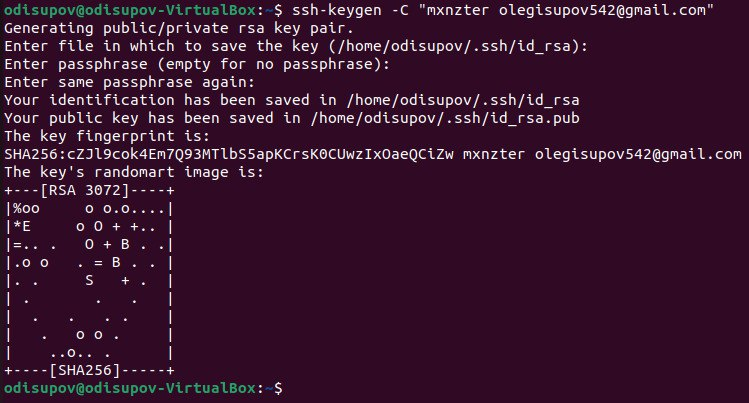 odisupov@odisupov-VirtualBox:~$ ssh-keygen -C "mxnzter olegisupov542@gmail.com"
Generating public/private rsa key pair.
Enter file in which to save the key (/home/odisupov/.ssh/id_rsa):
Enter passphrase (empty for no passphrase):
Enter same passphrase again:
Your identification has been saved in /home/odisupov/.ssh/id_rsa
Your public key has been saved in /home/odisupov/.ssh/id_rsa.pub
The key fingerprint is:
SHA256:cZJl9cok4Em7Q93MTlbS5apKCrsK0CUwzIxOaeQCiZw mxnzter olegisupov542@gmail.com
The key's randomart image is:
+---[RSA 3072]----+
|%oo     o o.o....|
|*E     o O + +.. |
|=.. .   O + B . .|
|.o o   . = B . . |
|. .     S   + .  |
| .       .   .   |
|  .   .   . .    |
|   .   o o .     |
|    ..o.. .      |
+----[SHA256]-----+
odisupov@odisupov-VirtualBox:~$